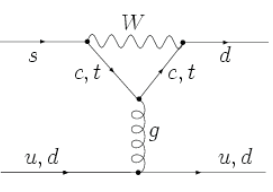 W
s d
c, t c, t
g
u, d u, d